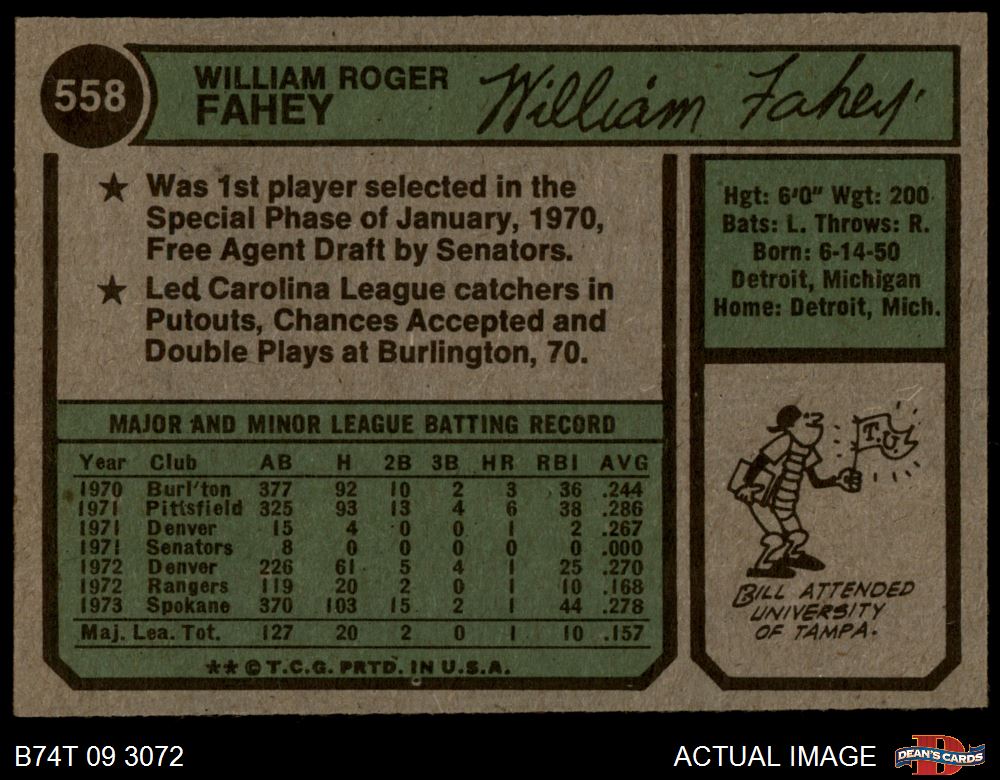 558
WILLIAM ROGER
FAHEY
William Fahey
★ Was 1st player selected in the
Special Phase of January, 1970,
Free Agent Draft by Senators.
★ Led Carolina League catchers in
Putouts, Chances Accepted and
Double Plays at Burlington, 70.
Hgt: 6'0" Wgt: 200
Bats: L. Throws: R.
Born: 6-14-50
Detroit, Michigan
Home: Detroit, Mich.
MAJOR AND MINOR LEAGUE BATTING RECORD
Year Club AB H 2B 3B HR RBI AVG
1970 Burl'ton 377 92 10 2 3 36 .244
1971 Pittsfield 325 93 13 4 6 38 .286
1971 Denver 15 4 0 0 1 2 .267
1971 Senators 8 0 0 0 0 0 .000
1972 Denver 226 61 5 4 1 25 .270
1972 Rangers 119 20 2 0 1 10 .168
1973 Spokane 370 103 15 2 1 44 .278
Maj. Lea. Tot. 127 20 2 0 1 10 .157
** © T.C.G. PRTD. IN U.S.A.
T.U.
BILL ATTENDED
UNIVERSITY
OF TAMPA.
B74T 09 3072
ACTUAL IMAGE
D
DEAN'S CARDS